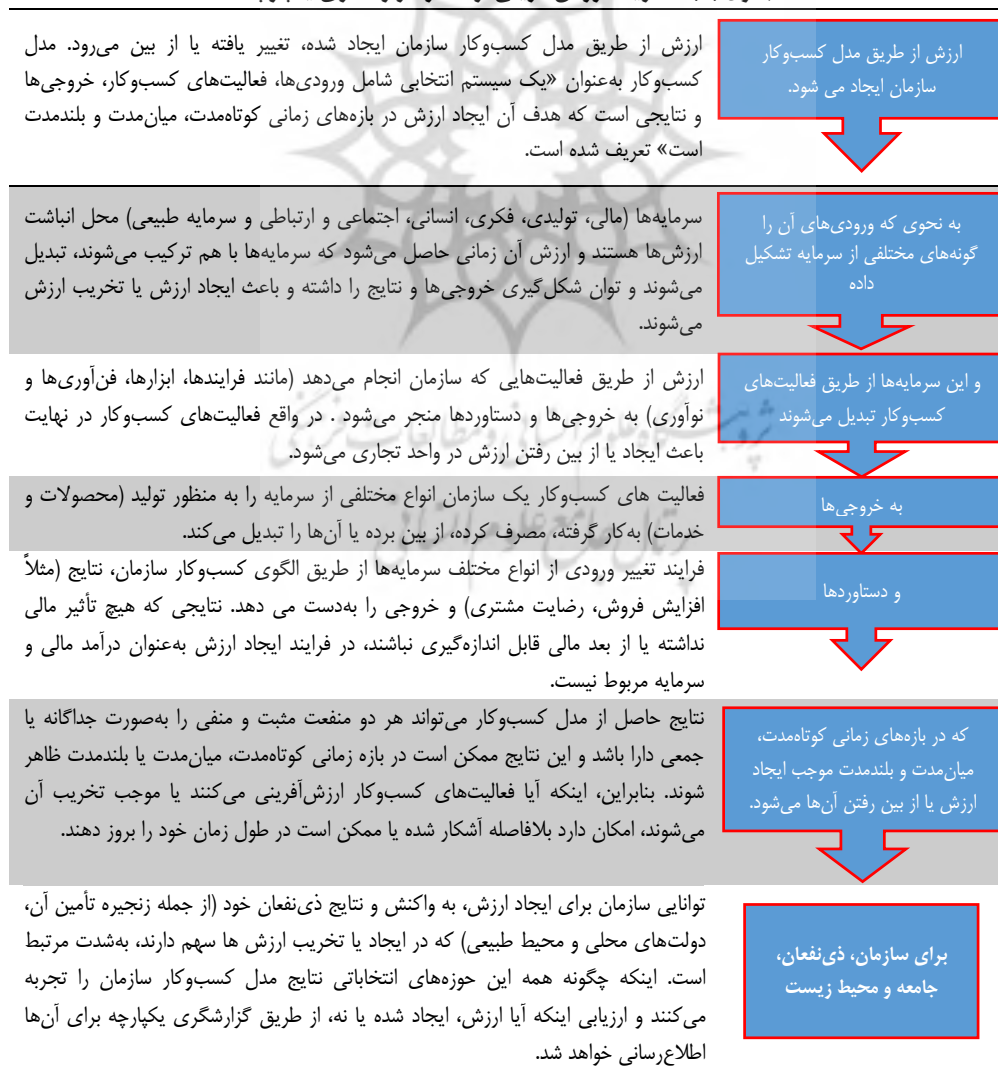 ارزش از طریق مدل کسب‌وکار
سازمان ایجاد می شود.
ارزش از طریق مدل کسب‌وکار سازمان ایجاد شده، تغییر یافته یا از بین می‌رود. مدل
کسب‌وکار به‌عنوان «یک سیستم انتخابی شامل ورودی‌ها، فعالیت‌های کسب‌وکار، خروجی‌ها
و نتایجی است که هدف آن ایجاد ارزش در بازه‌های زمانی کوتاه‌مدت، میان‌مدت و بلندمدت
است» تعریف شده است.
به نحوی که ورودی‌های آن را
گونه‌های مختلفی از سرمایه تشکیل
داده
سرمایه‌ها (مالی، تولیدی، فکری، انسانی، اجتماعی و ارتباطی و سرمایه طبیعی) محل انباشت
ارزش‌ها هستند و ارزش آن زمانی حاصل می‌شود که سرمایه‌ها با هم ترکیب می‌شوند، تبدیل
می‌شوند و توان شکل‌گیری خروجی‌ها و نتایج را داشته و باعث ایجاد ارزش یا تخریب ارزش
می‌شوند.
و این سرمایه‌ها از طریق فعالیت‌های
کسب‌وکار تبدیل می‌شوند
ارزش از طریق فعالیت‌هایی که سازمان انجام می‌دهد (مانند فرایندها، ابزارها، فن‌آوری‌ها و
نوآوری) به خروجی‌ها و دستاوردها منجر می‌شود . در واقع فعالیت‌های کسب‌وکار در نهایت
باعث ایجاد یا از بین رفتن ارزش در واحد تجاری می‌شود.
به خروجی‌ها
فعالیت های کسب‌وکار یک سازمان انواع مختلفی از سرمایه را به منظور تولید (محصولات و
خدمات) به‌کار گرفته، مصرف کرده، از بین برده یا آن‌ها را تبدیل می‌کند.
و دستاوردها
فرایند تغییر ورودی از انواع مختلف سرمایه‌ها از طریق الگوی کسب‌وکار سازمان، نتایج (مثلاً
افزایش فروش، رضایت مشتری) و خروجی را به‌دست می دهد. نتایجی که هیچ تأثیر مالی
نداشته یا از بعد مالی قابل اندازه‌گیری نباشند، در فرایند ایجاد ارزش به‌عنوان درآمد مالی و
سرمایه مربوط نیست.
که در بازه‌های زمانی کوتاه‌مدت،
میان‌مدت و بلندمدت موجب ایجاد
ارزش یا از بین رفتن آن‌ها می‌شود.
نتایج حاصل از مدل کسب‌وکار می‌تواند هر دو منفعت مثبت و منفی را به‌صورت جداگانه یا
جمعی دارا باشد و این نتایج ممکن است در بازه زمانی کوتاه‌مدت، میان‌مدت یا بلندمدت ظاهر
شوند. بنابراین، اینکه آیا فعالیت‌های کسب‌وکار ارزش‌آفرینی می‌کنند یا موجب تخریب آن
می‌شوند، امکان دارد بلافاصله آشکار شده یا ممکن است در طول زمان خود را بروز دهند.
برای سازمان، ذی‌نفعان،
جامعه و محیط زیست
توانایی سازمان برای ایجاد ارزش، به واکنش و نتایج ذی‌نفعان خود (از جمله زنجیره تأمین آن،
دولت‌های محلی و محیط طبیعی) که در ایجاد یا تخریب ارزش ها سهم دارند، به‌شدت مرتبط
است. اینکه چگونه همه این حوزه‌های انتخاباتی نتایج مدل کسب‌وکار سازمان را تجربه
می‌کنند و ارزیابی اینکه آیا ارزش، ایجاد شده یا نه، از طریق گزارشگری یکپارچه برای آن‌ها
اطلاع‌رسانی خواهد شد.